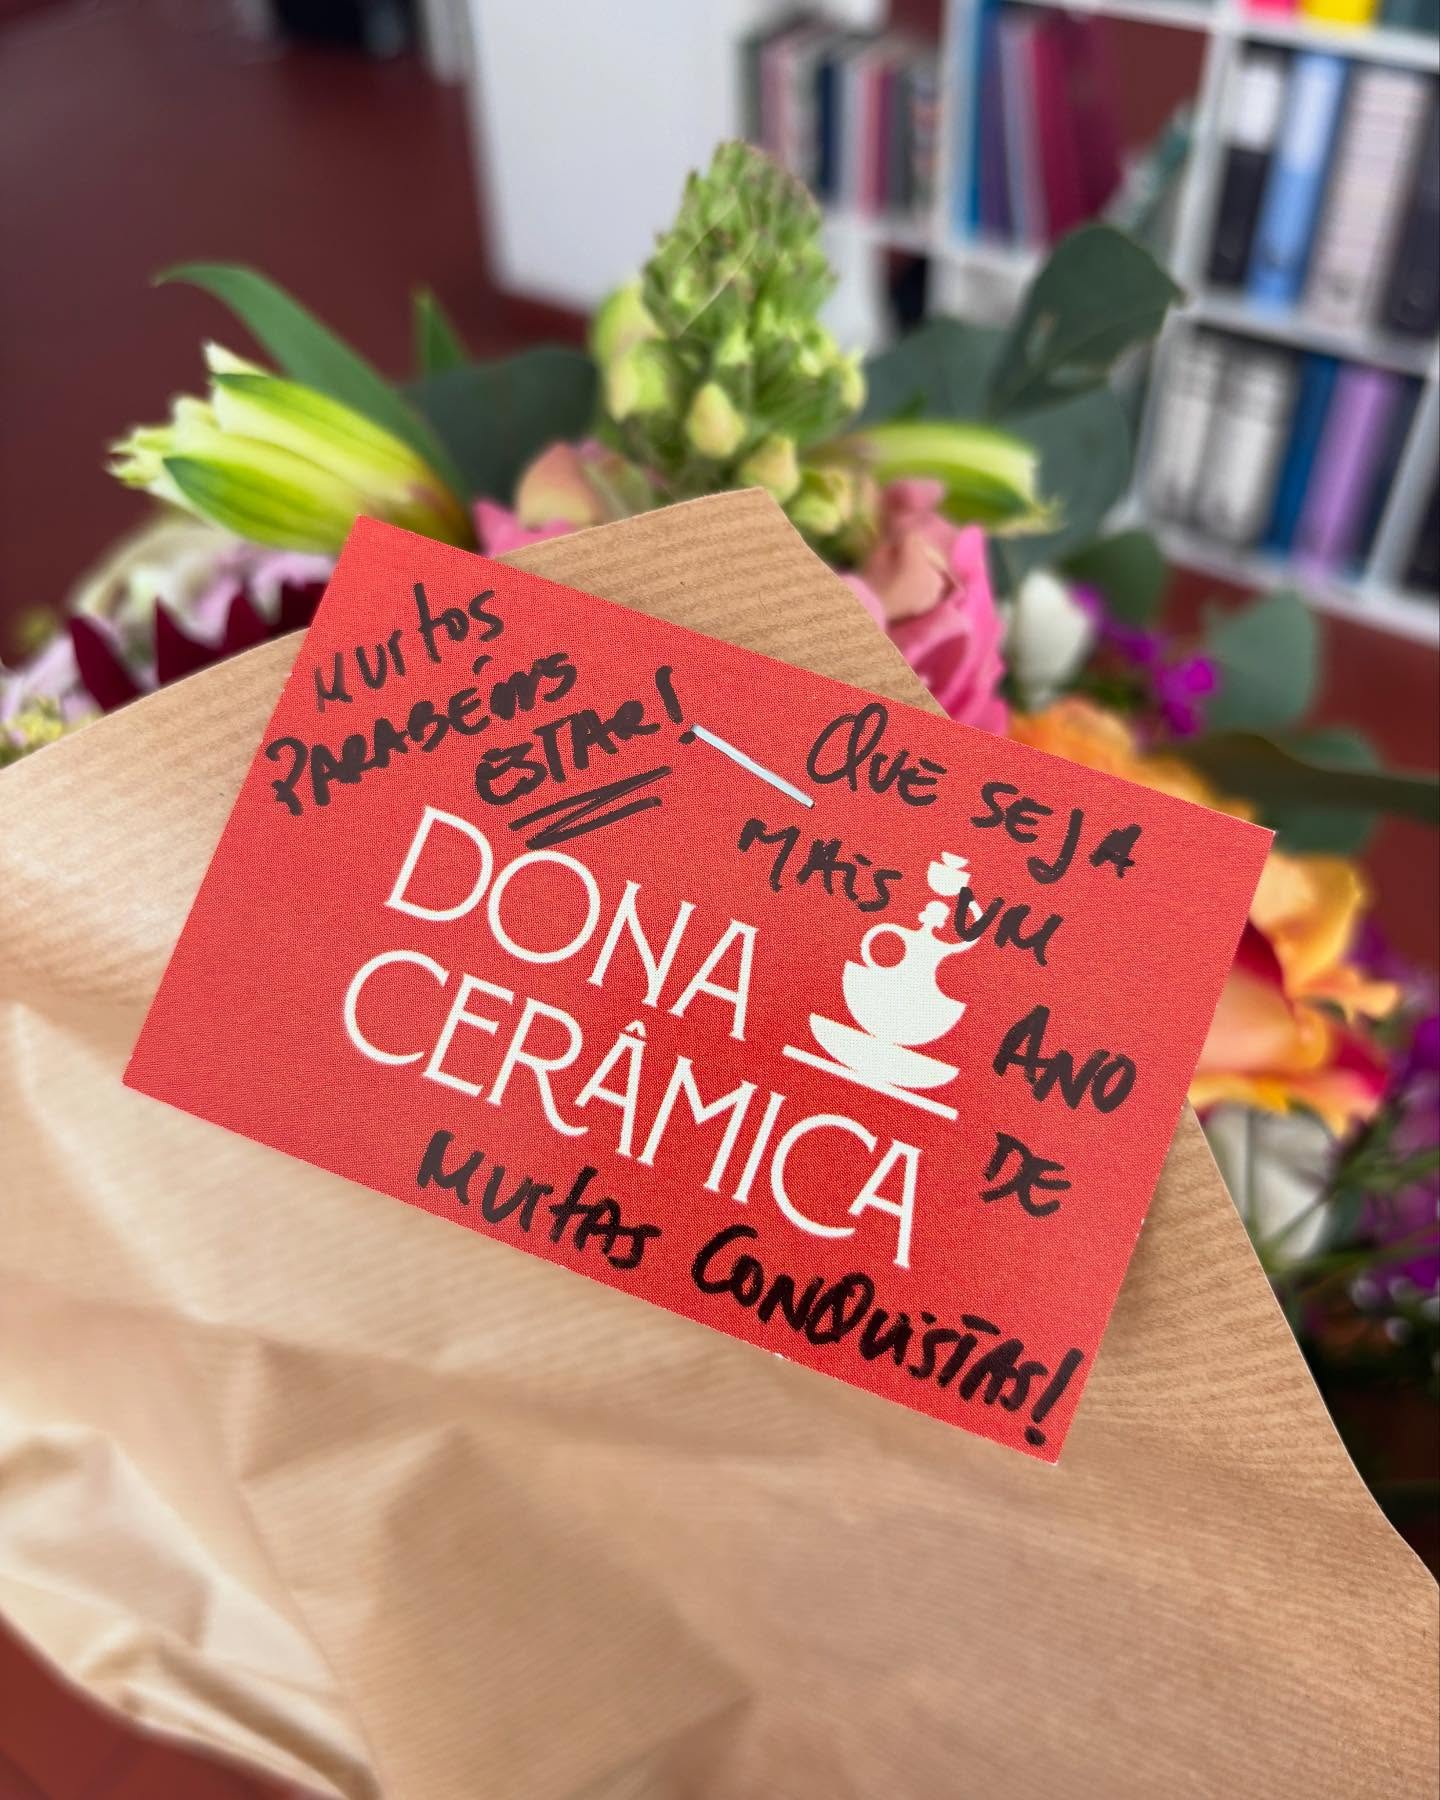 Muitos
PARABÉNS
ESTAR!
QUE SEJA
MAIS UM
ANO
DE
MUITAS CONQUISTAS!
DONA
CERÂMICA